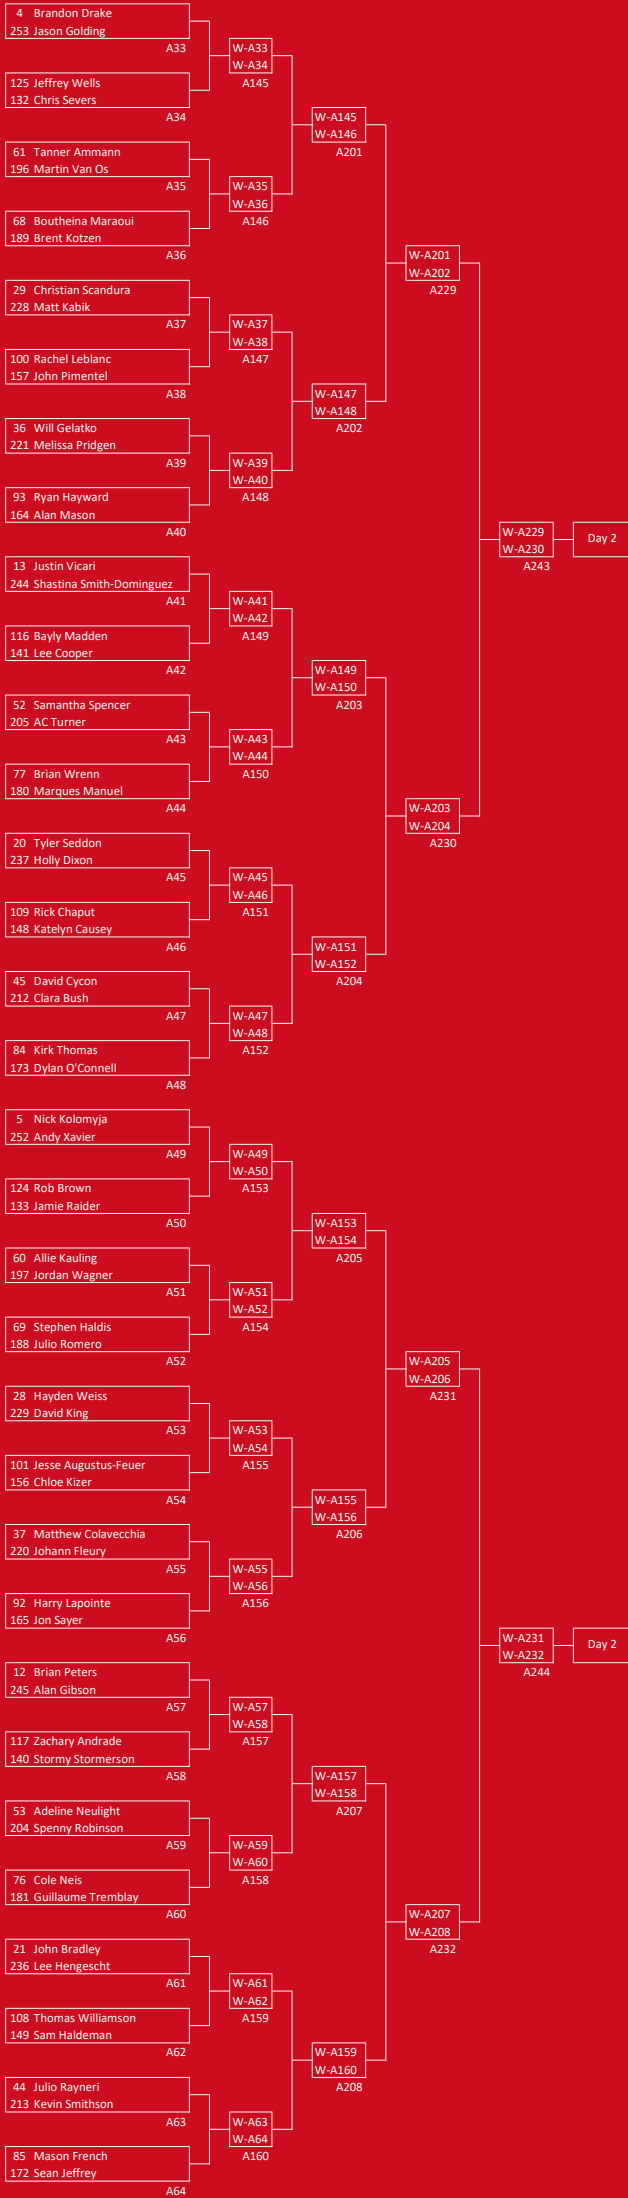 4 Brandon Drake
253 Jason Golding
A33
125 Jeffrey Wells
132 Chris Severs
A34
61 Tanner Ammann
196 Martin Van Os
A35
68 Boutheina Maraoui
189 Brent Kotzen
A36
29 Christian Scandura
228 Matt Kabik
A37
100 Rachel Leblanc
157 John Pimentel
A38
36 Will Gelatko
221 Melissa Pridgen
A39
93 Ryan Hayward
164 Alan Mason
A40
13 Justin Vicari
244 Shastina Smith-Dominguez
A41
116 Bayly Madden
141 Lee Cooper
A42
52 Samantha Spencer
205 AC Turner
A43
77 Brian Wrenn
180 Marques Manuel
A44
20 Tyler Seddon
237 Holly Dixon
A45
109 Rick Chaput
148 Katelyn Causey
A46
45 David Cycon
212 Clara Bush
A47
84 Kirk Thomas
173 Dylan O'Connell
A48
5 Nick Kolomyja
252 Andy Xavier
A49
124 Rob Brown
133 Jamie Raider
A50
60 Allie Kauling
197 Jordan Wagner
A51
69 Stephen Haldis
188 Julio Romero
A52
28 Hayden Weiss
229 David King
A53
101 Jesse Augustus-Feuer
156 Chloe Kizer
A54
37 Matthew Colavecchia
220 Johann Fleury
A55
92 Harry Lapointe
165 Jon Sayer
A56
12 Brian Peters
245 Alan Gibson
A57
117 Zachary Andrade
140 Stormy Stormerson
A58
53 Adeline Neulight
204 Spenny Robinson
A59
76 Cole Neis
181 Guillaume Tremblay
A60
21 John Bradley
236 Lee Hengescht
A61
108 Thomas Williamson
149 Sam Haldeman
A62
44 Julio Rayneri
213 Kevin Smithson
A63
85 Mason French
172 Sean Jeffrey
A64
W-A33
W-A34
A145
W-A35
W-A36
A146
W-A37
W-A38
A147
W-A39
W-A40
A148
W-A41
W-A42
A149
W-A43
W-A44
A150
W-A45
W-A46
A151
W-A47
W-A48
A152
W-A49
W-A50
A153
W-A51
W-A52
A154
W-A53
W-A54
A155
W-A55
W-A56
A156
W-A57
W-A58
A157
W-A59
W-A60
A158
W-A61
W-A62
A159
W-A63
W-A64
A160
W-A145
W-A146
A201
W-A147
W-A148
A202
W-A149
W-A150
A203
W-A151
W-A152
A204
W-A153
W-A154
A205
W-A155
W-A156
A206
W-A157
W-A158
A207
W-A159
W-A160
A208
W-A201
W-A202
A229
W-A203
W-A204
A230
W-A205
W-A206
A231
W-A207
W-A208
A232
W-A229
W-A230
A243
W-A231
W-A232
A244
Day 2
Day 2